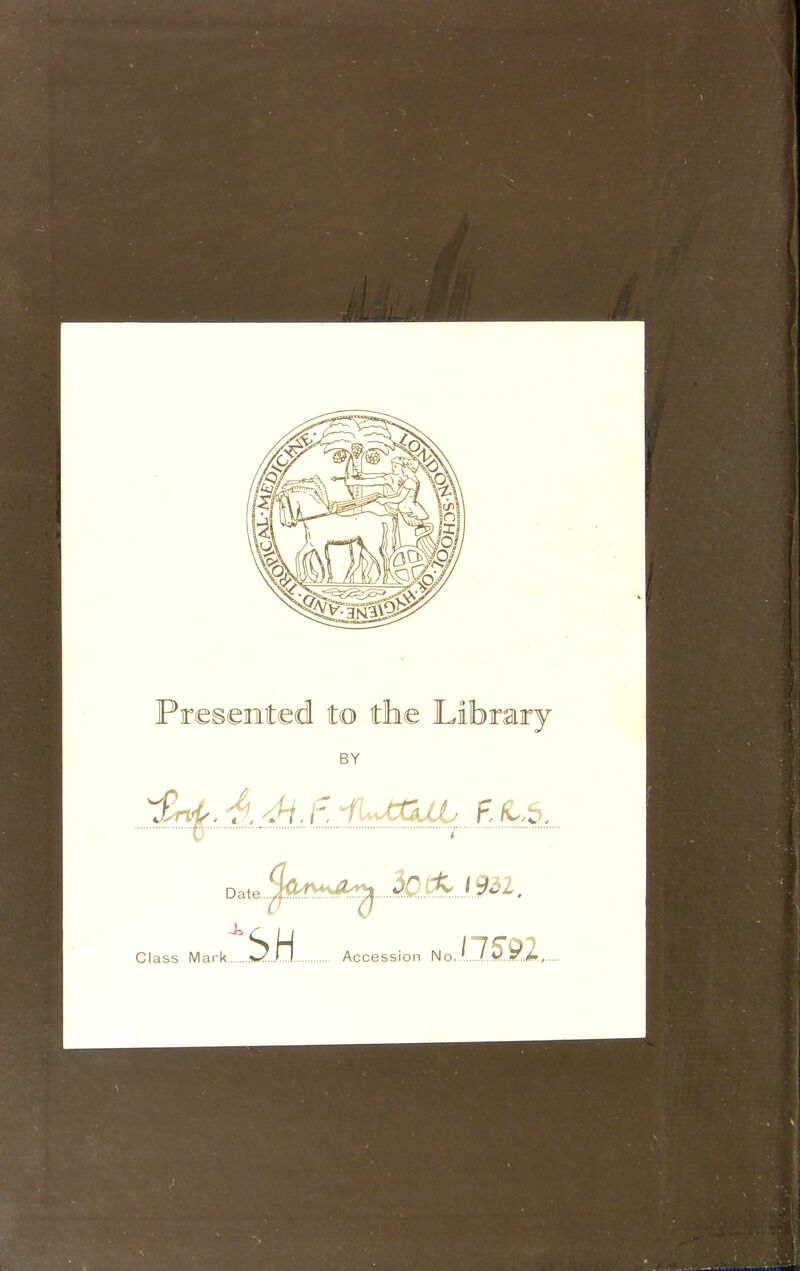 LONDON·SCHOOL·OF·HYGIENE·AND·TROPICAL·MEDICINE·
Presented to the Library
BY
Prof. G. H. F. Nuttall F.R.S.
Date January 30th 1932.
Class Mark *SH Accession No. 17592.